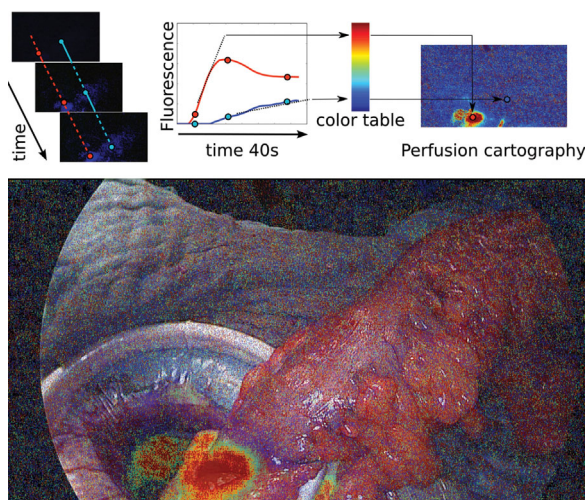 time
Fluorescence
time 40s
color table
Perfusion cartography